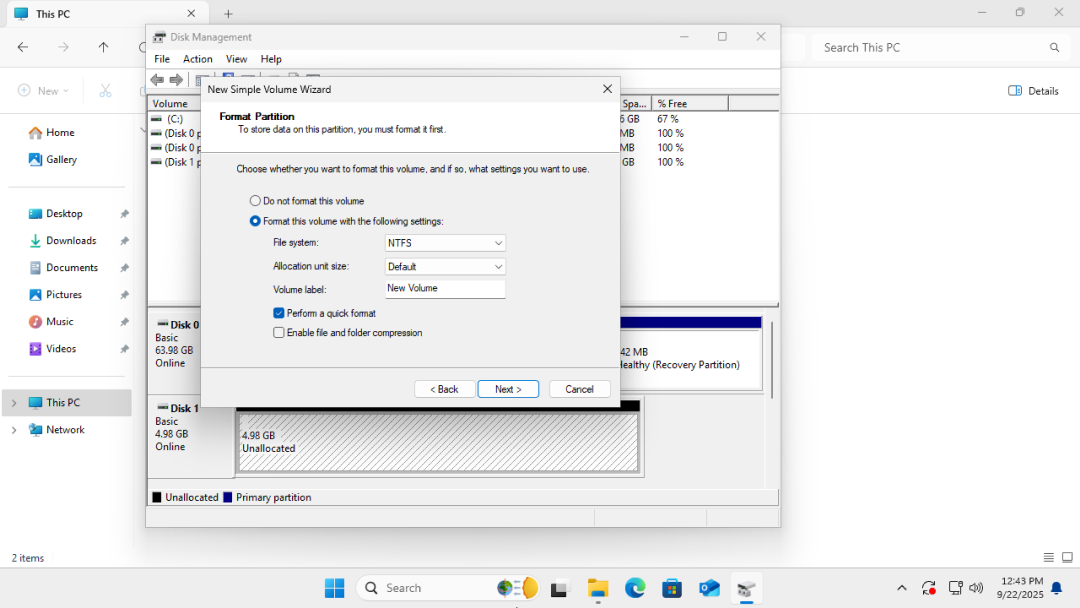 This PC
Disk Management
File Action View Help
Search This PC
New
Details
New Simple Volume Wizard
Format Partition
To store data on this partition, you must format it first.
Choose whether you want to format this volume, and if so, what settings you want to use.
Do not format this volume
Format this volume with the following settings:
File system: NTFS
Allocation unit size: Default
Volume label: New Volume
Perform a quick format
Enable file and folder compression
< Back Next > Cancel
Volume Spa... % Free
(C:) 6 GB 67 %
(Disk 0 p MB 100 %
(Disk 0 p MB 100 %
(Disk 1 p GB 100 %
Home
Gallery
Desktop
Downloads
Documents
Pictures
Music
Videos
This PC
Network
Disk 0
Basic
63.98 GB
Online
42 MB
Healthy (Recovery Partition)
Disk 1
Basic
4.98 GB
Online
4.98 GB
Unallocated
Unallocated Primary partition
2 items
Search
12:43 PM
9/22/2025